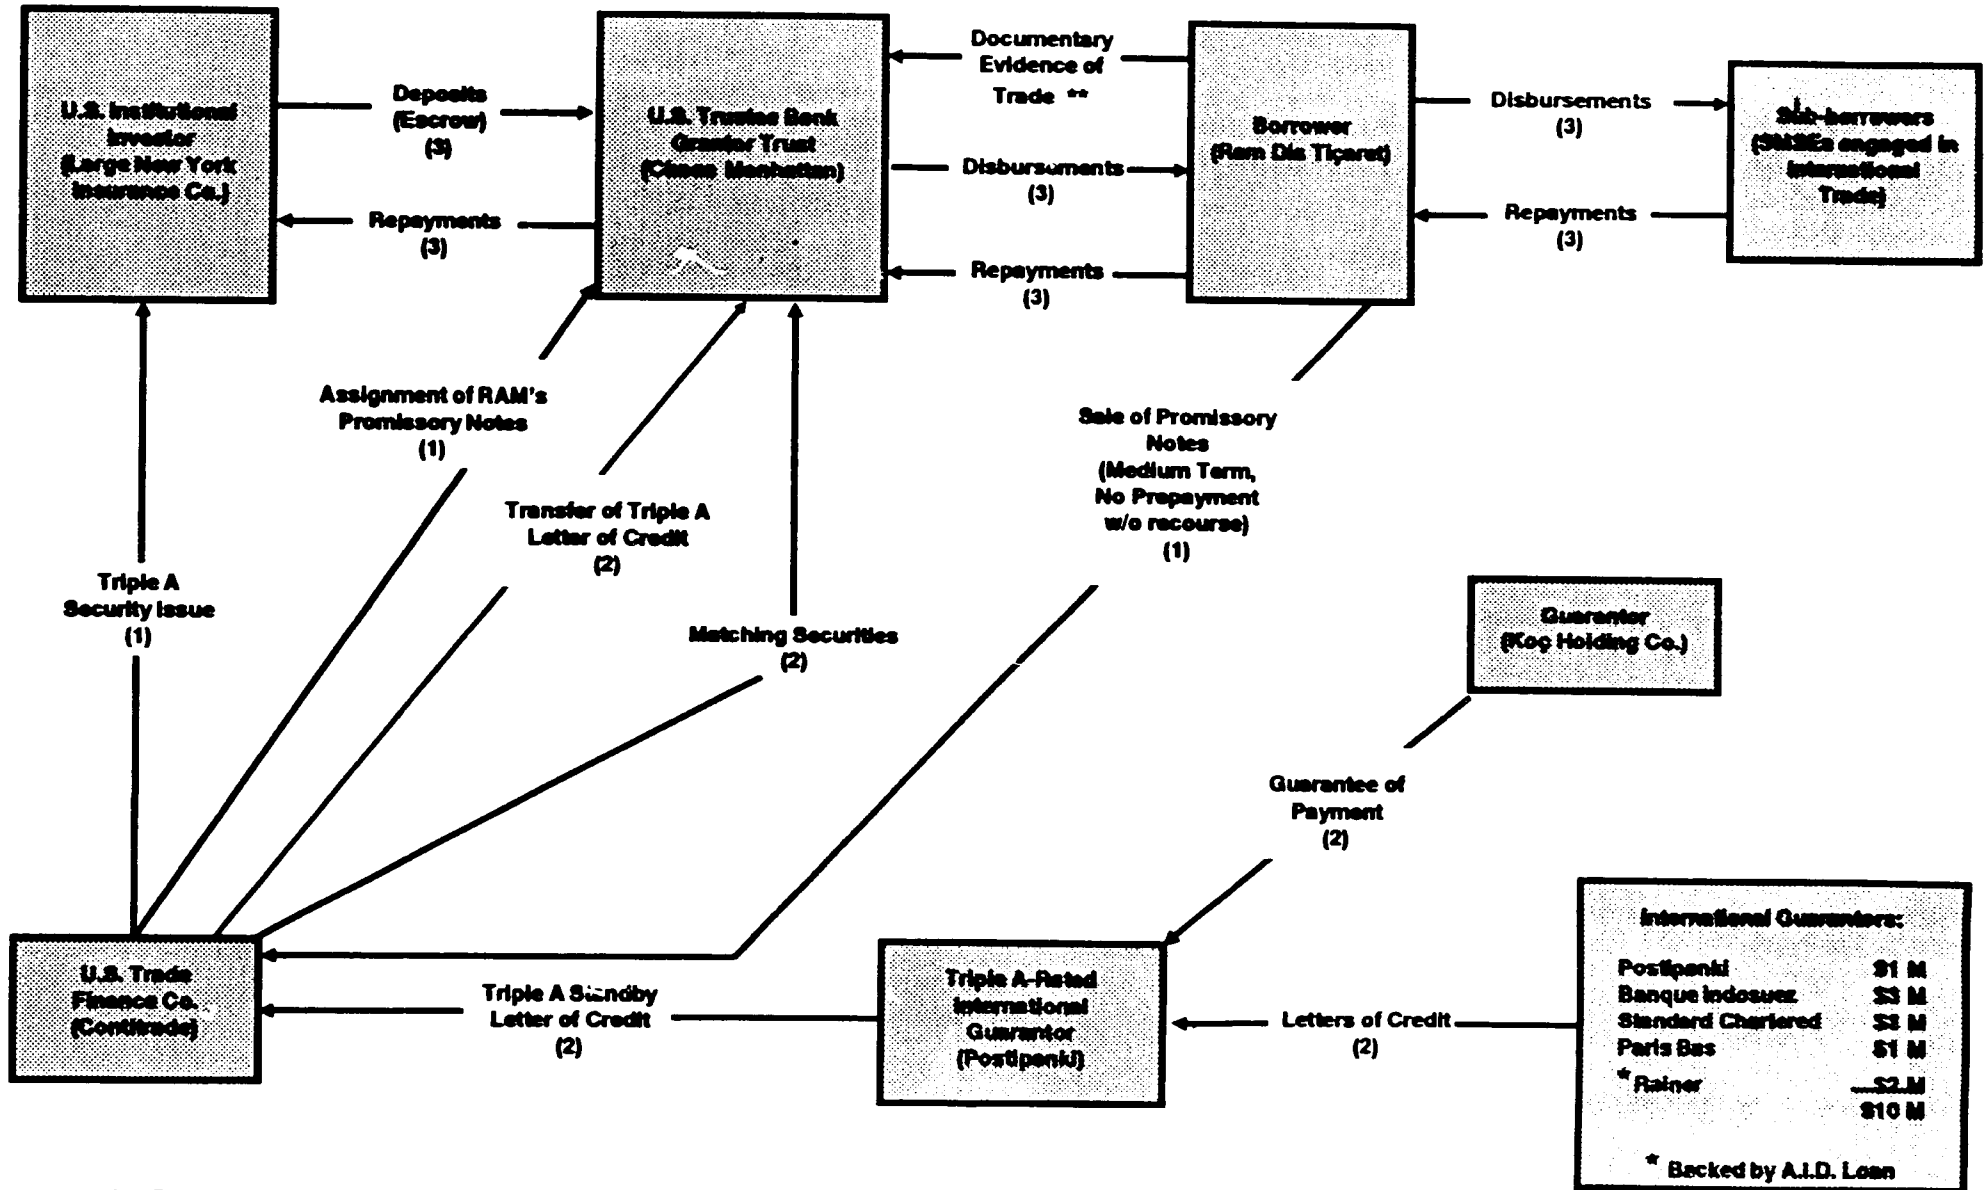 U.S. Institutional
Investor
(Large New York
Insurance Co.)
Deposits
(Escrow)
(3)
Repayments
(3)
U.S. Trustee Bank
Grantor Trust
(Chase Manhattan)
Documentary
Evidence of
Trade **
Disbursements
(3)
Repayments
(3)
Borrower
(Ram Dis Tiçaret)
Disbursements
(3)
Repayments
(3)
Sub-borrowers
(SMSEs engaged in
International
Trade)
Assignment of RAM's
Promissory Notes
(1)
Transfer of Triple A
Letter of Credit
(2)
Matching Securities
(2)
Sale of Promissory
Notes
(Medium Term,
No Prepayment
w/o recourse)
(1)
Triple A
Security Issue
(1)
Guarantor
(Koç Holding Co.)
Guarantee of
Payment
(2)
U.S. Trade
Finance Co.
(Contitrade)
Triple A Standby
Letter of Credit
(2)
Triple A-Rated
International
Guarantor
(Postipanki)
Letters of Credit
(2)
International Guarantors:
Postipanki $1 M
Banque Indosuez $3 M
Standard Chartered $3 M
Paris Bas $1 M
* Rainer $2 M
$10 M
* Backed by A.I.D. Loan